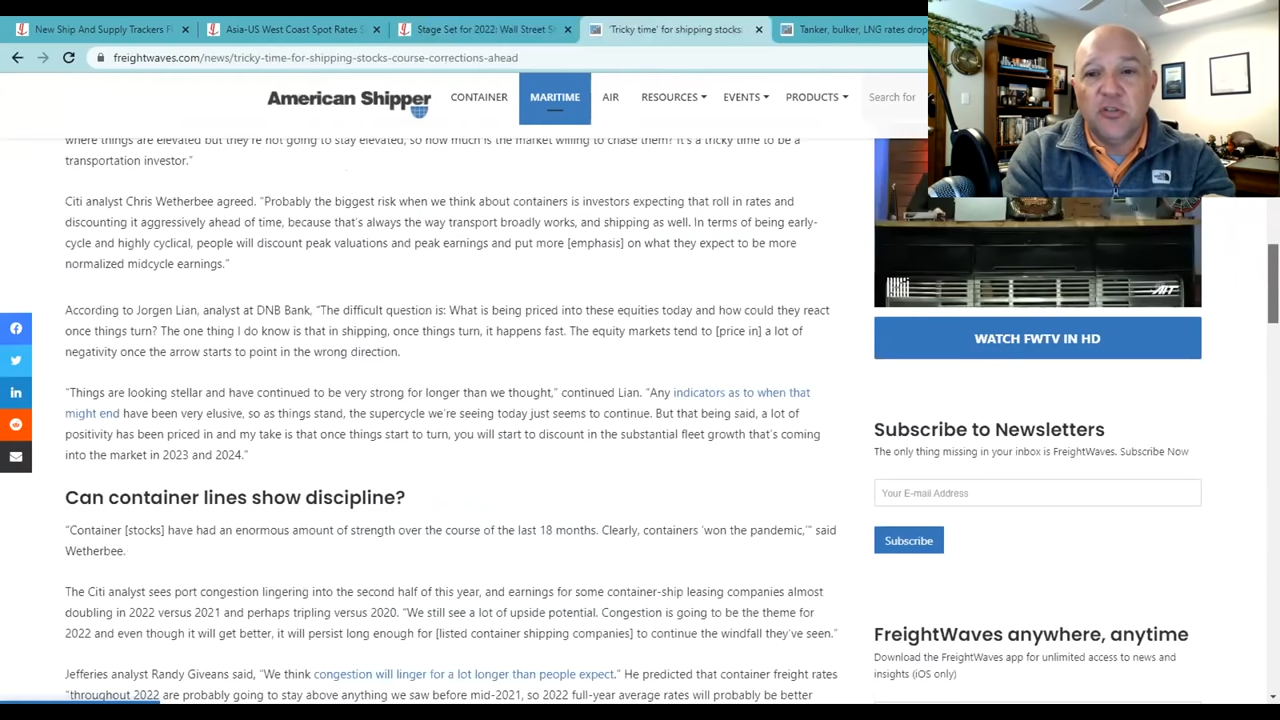 New Ship And Supply Trackers F
Asia-US West Coast Spot Rates S
Stage Set for 2022: Wall Street Sh
'Tricky time' for shipping stocks:
Tanker, bulker, LNG rates drop
freightwaves.com/news/tricky-time-for-shipping-stocks-course-corrections-ahead
American Shipper
CONTAINER
MARITIME
AIR
RESOURCES
EVENTS
PRODUCTS
Search for
where things are elevated but they're not going to stay elevated, so how much is the market willing to chase them? It's a tricky time to be a
transportation investor."
Citi analyst Chris Wetherbee agreed. "Probably the biggest risk when we think about containers is investors expecting that roll in rates and
discounting it aggressively ahead of time, because that's always the way transport broadly works, and shipping as well. In terms of being early-
cycle and highly cyclical, people will discount peak valuations and peak earnings and put more [emphasis] on what they expect to be more
normalized midcycle earnings."
According to Jorgen Lian, analyst at DNB Bank, "The difficult question is: What is being priced into these equities today and how could they react
once things turn? The one thing I do know is that in shipping, once things turn, it happens fast. The equity markets tend to [price in] a lot of
negativity once the arrow starts to point in the wrong direction.
"Things are looking stellar and have continued to be very strong for longer than we thought," continued Lian. "Any indicators as to when that
might end have been very elusive, so as things stand, the supercycle we're seeing today just seems to continue. But that being said, a lot of
positivity has been priced in and my take is that once things start to turn, you will start to discount in the substantial fleet growth that's coming
into the market in 2023 and 2024."
Can container lines show discipline?
"Container [stocks] have had an enormous amount of strength over the course of the last 18 months. Clearly, containers 'won the pandemic,'" said
Wetherbee.
The Citi analyst sees port congestion lingering into the second half of this year, and earnings for some container-ship leasing companies almost
doubling in 2022 versus 2021 and perhaps tripling versus 2020. "We still see a lot of upside potential. Congestion is going to be the theme for
2022 and even though it will get better, it will persist long enough for [listed container shipping companies] to continue the windfall they've seen."
Jefferies analyst Randy Giveans said, "We think congestion will linger for a lot longer than people expect." He predicted that container freight rates
"throughout 2022 are probably going to stay above anything we saw before mid-2021, so 2022 full-year average rates will probably be better
WATCH FWTV IN HD
Subscribe to Newsletters
The only thing missing in your inbox is FreightWaves. Subscribe Now
Your E-mail Address
Subscribe
FreightWaves anywhere, anytime
Download the FreightWaves app for unlimited access to news and
insights (iOS only)